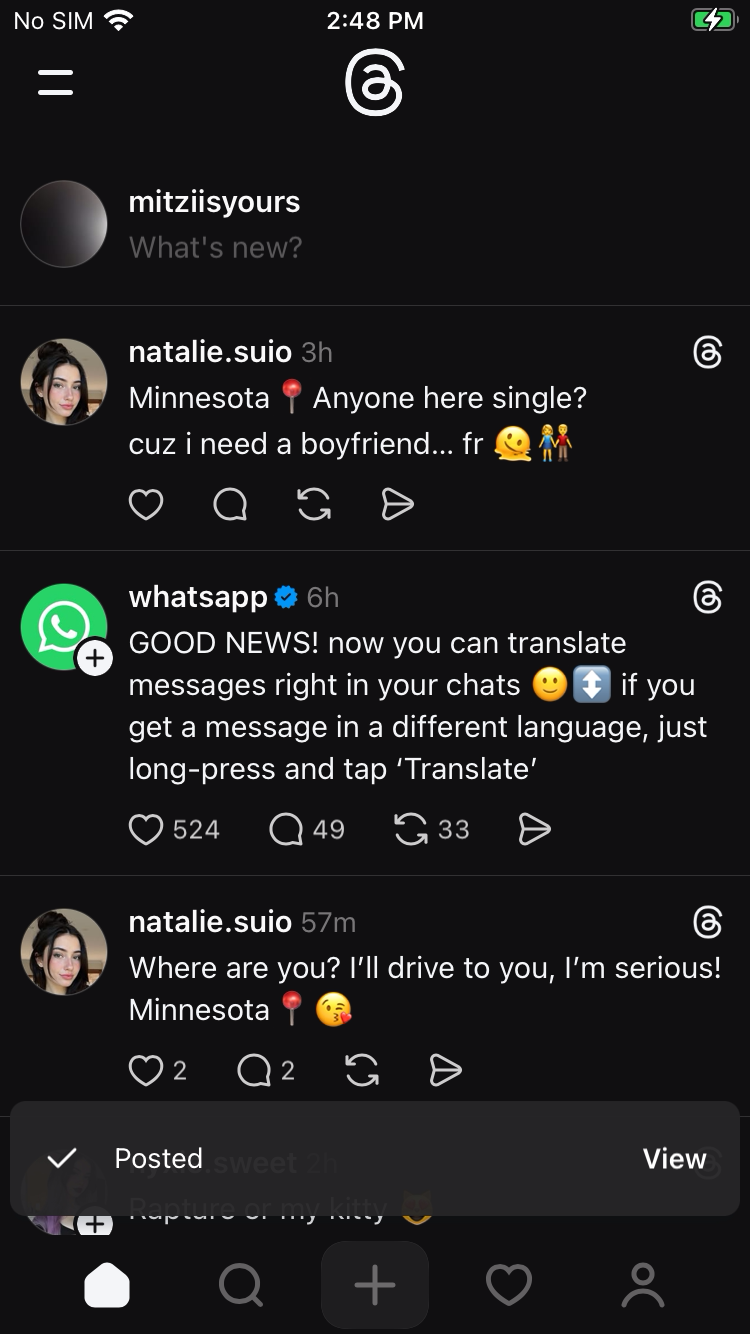 No SIM 2:48 PM
mitziisyours
What's new?
natalie.suio 3h
Minnesota📍Anyone here single?
cuz i need a boyfriend... fr 🫠👫
whatsapp 6h
GOOD NEWS! now you can translate
messages right in your chats 🙂↕️ if you
get a message in a different language, just
long-press and tap ‘Translate’
524 49 33
natalie.suio 57m
Where are you? I’ll drive to you, I’m serious!
Minnesota📍😘
2 2
.sweet 2h
Posted View
Rapture or my kitty 🐱